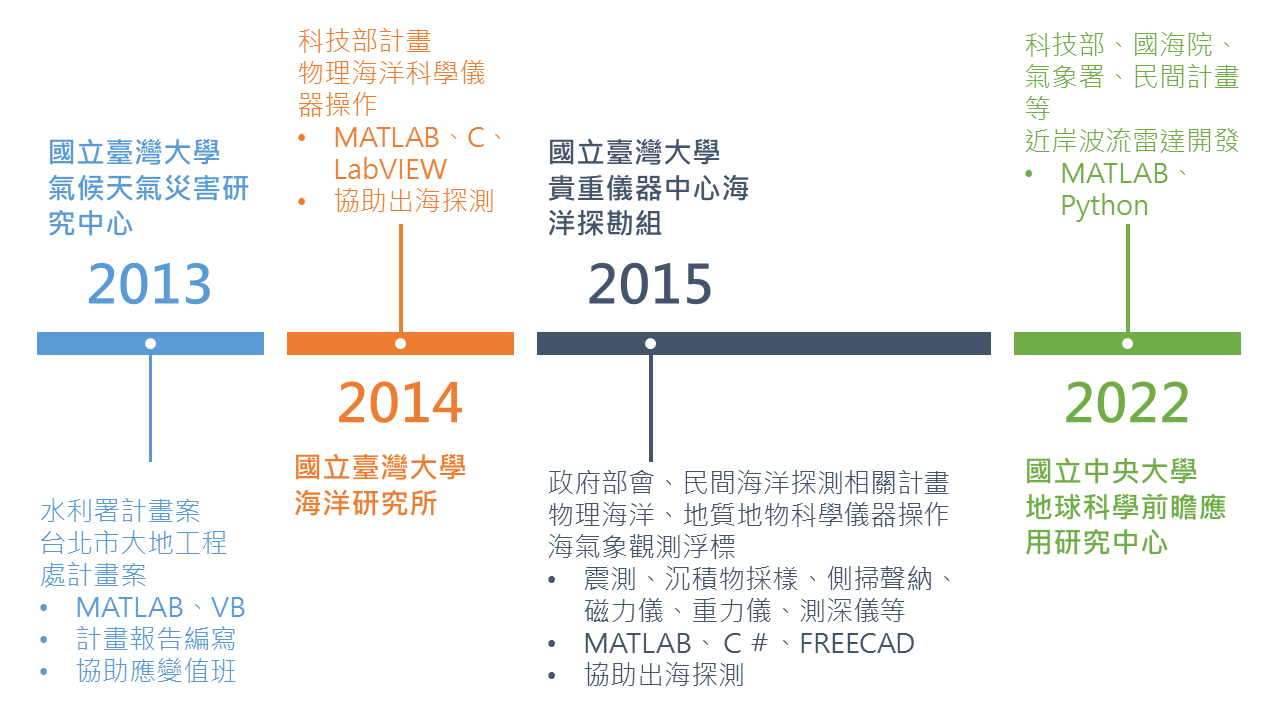 國立臺灣大學
氣候天氣災害研
究中心
2013
水利署計畫案
台北市大地工程
處計畫案
• MATLAB、VB
• 計畫報告編寫
• 協助應變值班
科技部計畫
物理海洋科學儀
器操作
• MATLAB、C、
LabVIEW
• 協助出海探測
2014
國立臺灣大學
海洋研究所
國立臺灣大學
貴重儀器中心海
洋探勘組
2015
政府部會、民間海洋探測相關計畫
物理海洋、地質地物科學儀器操作
海氣象觀測浮標
• 震測、沉積物採樣、側掃聲納、
磁力儀、重力儀、測深儀等
• MATLAB、C＃、FREECAD
• 協助出海探測
科技部、國海院、
氣象署、民間計畫
等
近岸波流雷達開發
• MATLAB、
Python
2022
國立中央大學
地球科學前瞻應
用研究中心